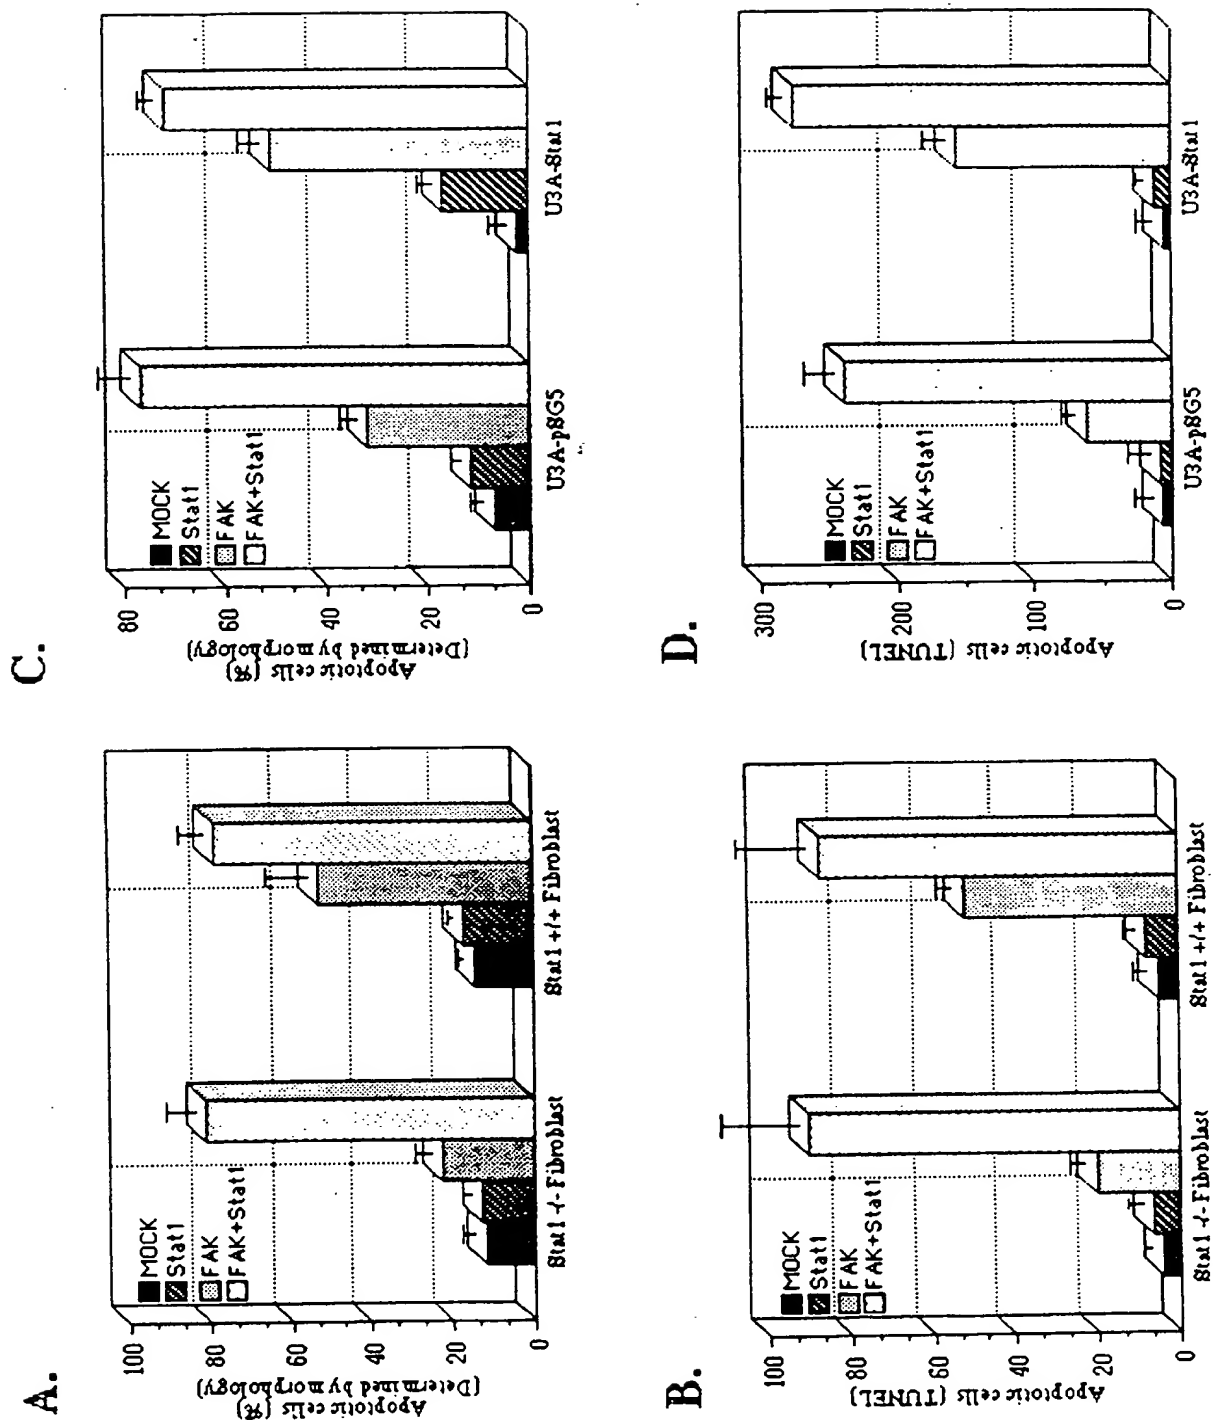 A.
Apoptotic cells (%)
(Determined by morphology)
100
80
60
40
20
0
MOCK
Stat1
FAK
FAK+Stat1
Stat1 -/- Fibroblast
Stat1 +/+ Fibroblast
B.
Apoptotic cells (TUNEL)
100
80
60
40
20
0
MOCK
Stat1
FAK
FAK+Stat1
Stat1 -/- Fibroblast
Stat1 +/+ Fibroblast
C.
Apoptotic cells (%)
(Determined by morphology)
80
60
40
20
0
MOCK
Stat1
FAK
FAK+Stat1
U3A-pSG5
U3A-Stat1
D.
Apoptotic cells (TUNEL)
300
200
100
0
MOCK
Stat1
FAK
FAK+Stat1
U3A-pSG5
U3A-Stat1